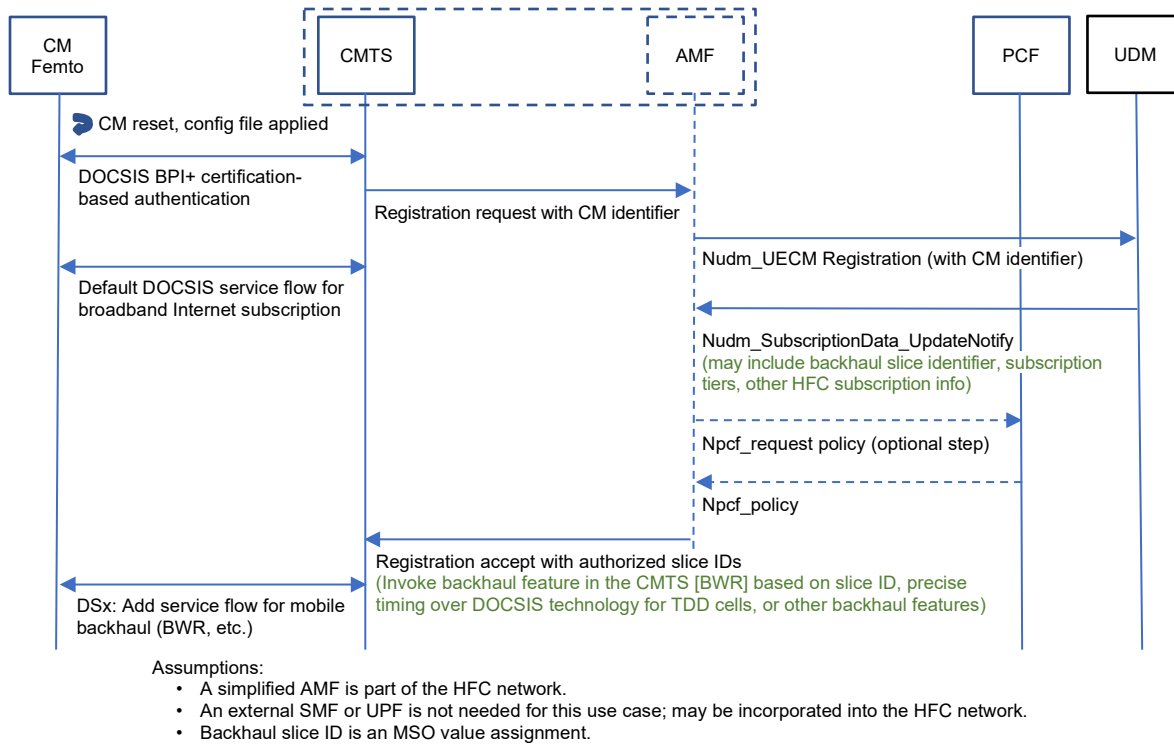 CM
Femto
CMTS
AMF
PCF
UDM
CM reset, config file applied
DOCSIS BPI+ certification-
based authentication
Registration request with CM identifier
Nudm_UECM Registration (with CM identifier)
Default DOCSIS service flow for
broadband Internet subscription
Nudm_SubscriptionData_UpdateNotify
(may include backhaul slice identifier, subscription
tiers, other HFC subscription info)
Npcf_request policy (optional step)
Npcf_policy
Registration accept with authorized slice IDs
(Invoke backhaul feature in the CMTS [BWR] based on slice ID, precise
timing over DOCSIS technology for TDD cells, or other backhaul features)
DSx: Add service flow for mobile
backhaul (BWR, etc.)
Assumptions:
• A simplified AMF is part of the HFC network.
• An external SMF or UPF is not needed for this use case; may be incorporated into the HFC network.
• Backhaul slice ID is an MSO value assignment.